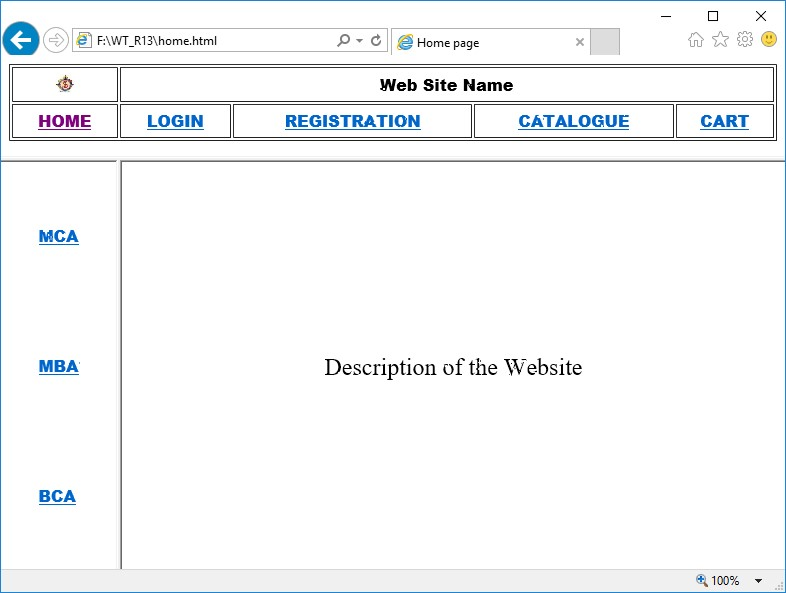 F:\WT_R13\home.html
Home page
Web Site Name
HOME LOGIN REGISTRATION CATALOGUE CART
MCA
Description of the Website
MBA
BCA
100%